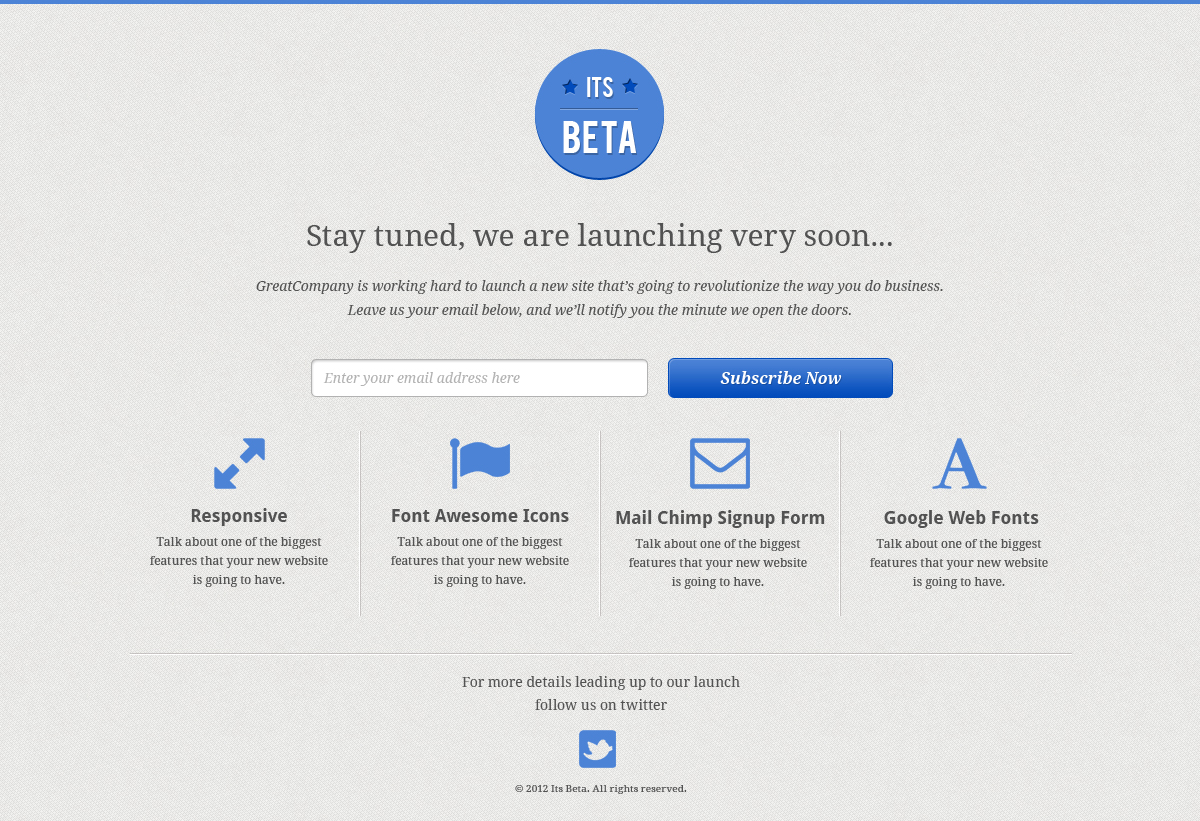 ITS
BETA
Stay tuned, we are launching very soon...
GreatCompany is working hard to launch a new site that’s going to revolutionize the way you do business.
Leave us your email below, and we’ll notify you the minute we open the doors.
Enter your email address here
Subscribe Now
Responsive
Talk about one of the biggest
features that your new website
is going to have.
Font Awesome Icons
Talk about one of the biggest
features that your new website
is going to have.
Mail Chimp Signup Form
Talk about one of the biggest
features that your new website
is going to have.
Google Web Fonts
Talk about one of the biggest
features that your new website
is going to have.
For more details leading up to our launch
follow us on twitter
© 2012 Its Beta. All rights reserved.